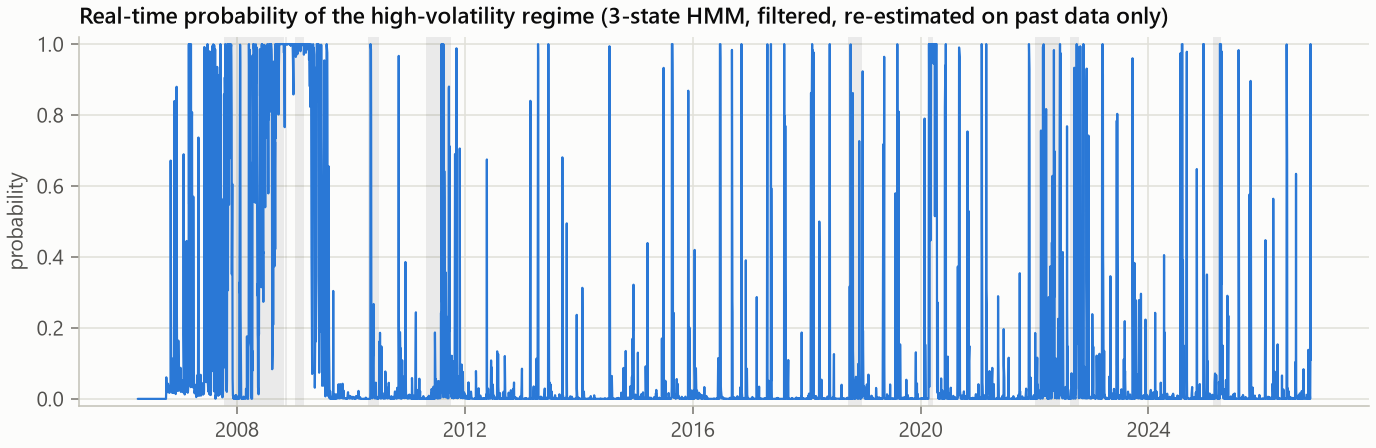 Real-time probability of the high-volatility regime (3-state HMM, filtered, re-estimated on past data only)
probability
1.0
0.8
0.6
0.4
0.2
0.0
2008 2012 2016 2020 2024